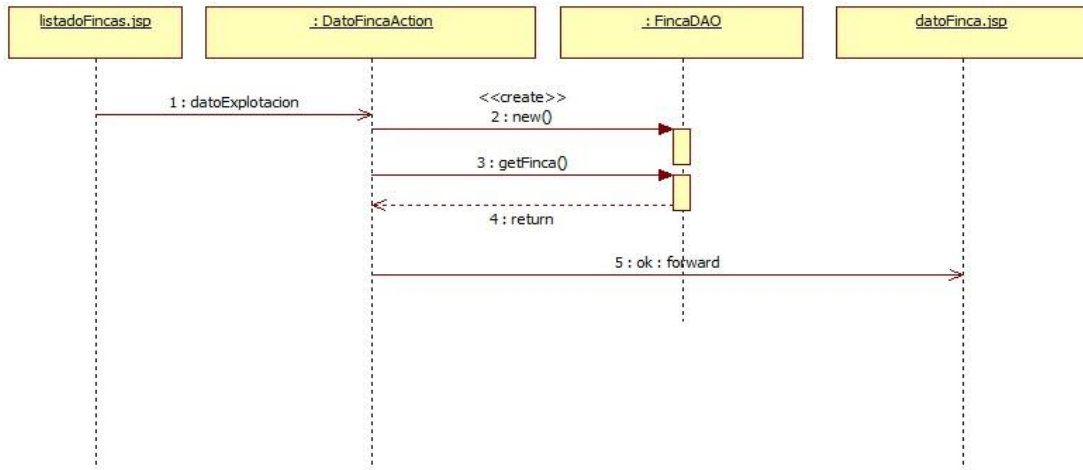 listadoFincas.jsp
: DatoFincaAction
: FincaDAO
datoFinca.jsp
1 : datoExplotacion
<<create>>
2 : new()
3 : getFinca()
4 : return
5 : ok : forward